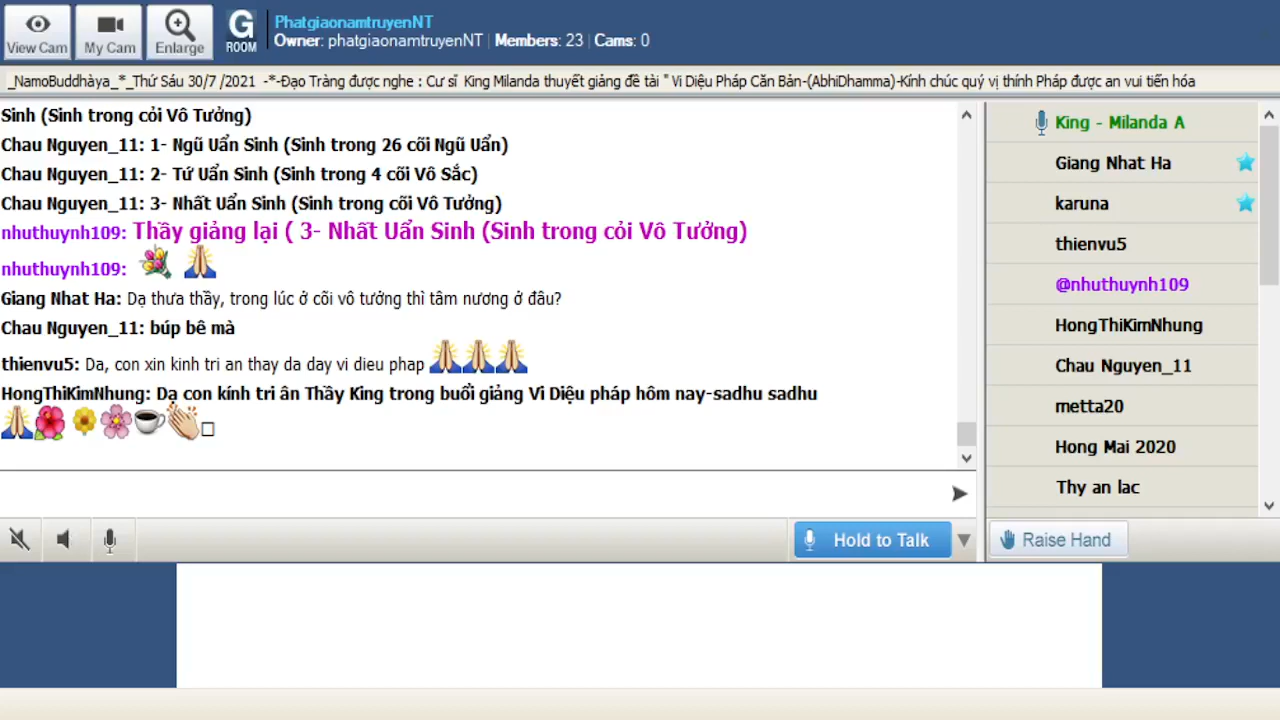 View Cam
My Cam
Enlarge
G
ROOM
PhatgiaonamtruyenNT
Owner: phatgiaonamtruyenNT | Members: 23 | Cams: 0
_NamoBuddhàya_*_Thứ Sáu 30/7 /2021 -*-Đạo Tràng được nghe : Cư sĩ King Milanda thuyết giảng đề tài " Vi Diệu Pháp Căn Bản-(AbhiDhamma)-Kính chúc quý vị thính Pháp được an vui tiến hóa
Sinh (Sinh trong cỏi Vô Tưởng)
Chau Nguyen_11: 1- Ngũ Uẩn Sinh (Sinh trong 26 cõi Ngũ Uẩn)
Chau Nguyen_11: 2- Tứ Uẩn Sinh (Sinh trong 4 cõi Vô Sắc)
Chau Nguyen_11: 3- Nhất Uẩn Sinh (Sinh trong cõi Vô Tưởng)
nhuthuynh109: Thầy giảng lại ( 3- Nhất Uẩn Sinh (Sinh trong cỏi Vô Tưởng)
nhuthuynh109: 💐 🙏
Giang Nhat Ha: Dạ thưa thầy, trong lúc ở cõi vô tưởng thì tâm nương ở đâu?
Chau Nguyen_11: búp bê mà
thienvu5: Da, con xin kinh tri an thay da day vi dieu phap 🙏🙏🙏
HongThiKimNhung: Dạ con kính tri ân Thầy King trong buổi giảng Vi Diệu pháp hôm nay-sadhu sadhu
🙏🌺🌼🌸☕👏□
Hold to Talk
King - Milanda A
Giang Nhat Ha
karuna
thienvu5
@nhuthuynh109
HongThiKimNhung
Chau Nguyen_11
metta20
Hong Mai 2020
Thy an lac
Raise Hand